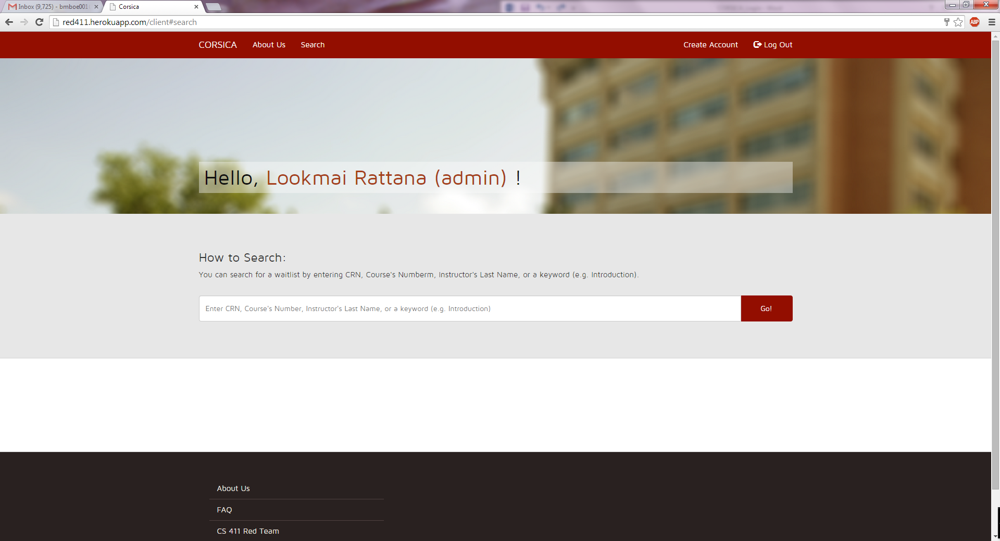 Inbox (9,725) - bmboe001
Corsica
red411.herokuapp.com/client#search
ABP
CORSICA About Us Search Create Account Log Out
Hello, Lookmai Rattana (admin) !
How to Search:
You can search for a waitlist by entering CRN, Course's Numberm, Instructor's Last Name, or a keyword (e.g. Introduction).
Enter CRN, Course's Number, Instructor's Last Name, or a keyword (e.g. Introduction) Go!
About Us
FAQ
CS 411 Red Team